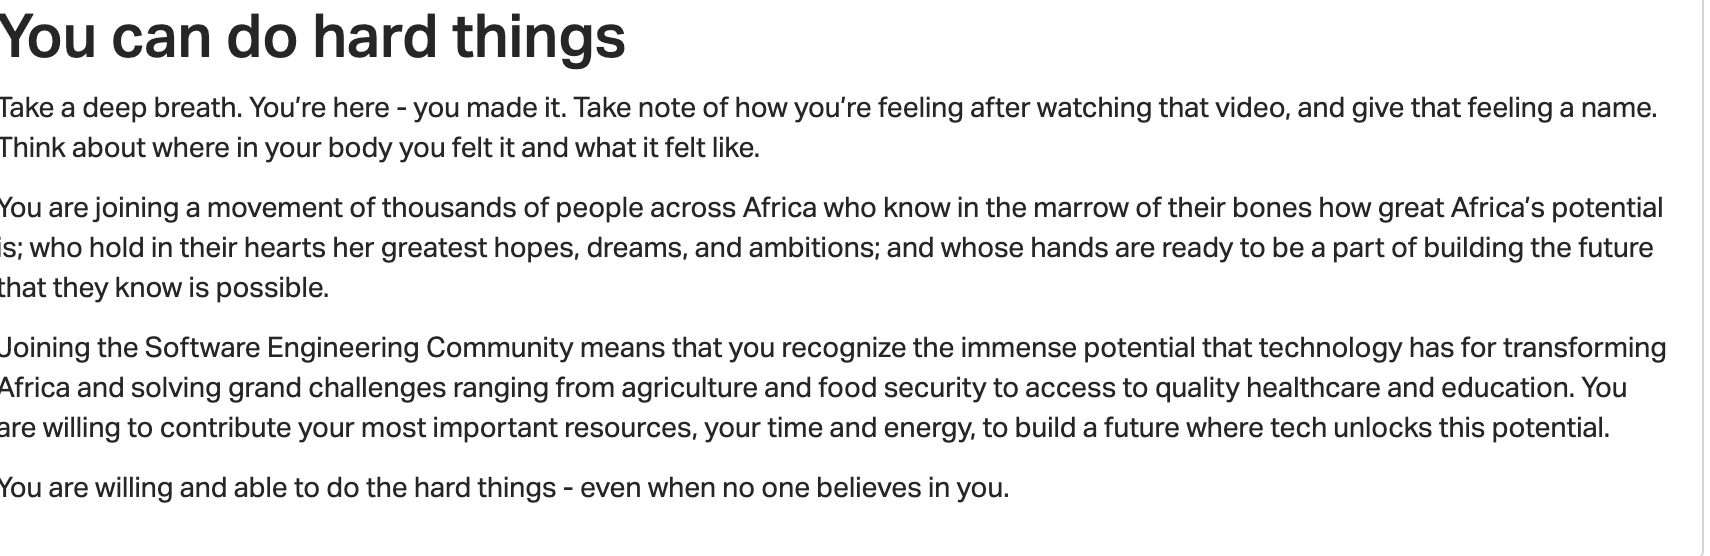 You can do hard things
Take a deep breath. You’re here - you made it. Take note of how you’re feeling after watching that video, and give that feeling a name.
Think about where in your body you felt it and what it felt like.
You are joining a movement of thousands of people across Africa who know in the marrow of their bones how great Africa’s potential
is; who hold in their hearts her greatest hopes, dreams, and ambitions; and whose hands are ready to be a part of building the future
that they know is possible.
Joining the Software Engineering Community means that you recognize the immense potential that technology has for transforming
Africa and solving grand challenges ranging from agriculture and food security to access to quality healthcare and education. You
are willing to contribute your most important resources, your time and energy, to build a future where tech unlocks this potential.
You are willing and able to do the hard things - even when no one believes in you.